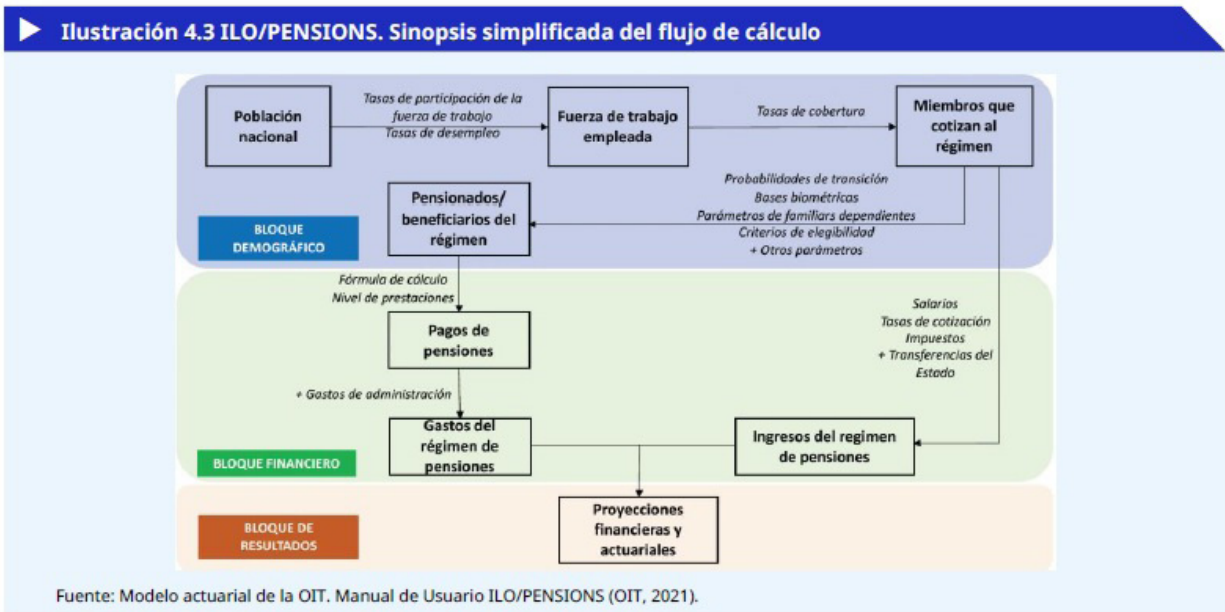 Ilustración 4.3 ILO/PENSIONS. Sinopsis simplificada del flujo de cálculo
Población
nacional
Tasas de participación de la
fuerza de trabajo
Tasas de desempleo
Fuerza de trabajo
empleada
Tasas de cobertura
Miembros que
cotizan al
régimen
Probabilidades de transición
Bases biométricas
Parámetros de familiars dependientes
Criterios de elegibilidad
+ Otros parámetros
Pensionados/
beneficiarios del
régimen
BLOQUE
DEMOGRÁFICO
Fórmula de cálculo
Nivel de prestaciones
Salarios
Tasas de cotización
Impuestos
+ Transferencias del
Estado
Pagos de
pensiones
+ Gastos de administración
Gastos del
régimen de
pensiones
Ingresos del regimen
de pensiones
BLOQUE FINANCIERO
Proyecciones
financieras y
actuariales
BLOQUE DE
RESULTADOS
Fuente: Modelo actuarial de la OIT. Manual de Usuario ILO/PENSIONS (OIT, 2021).